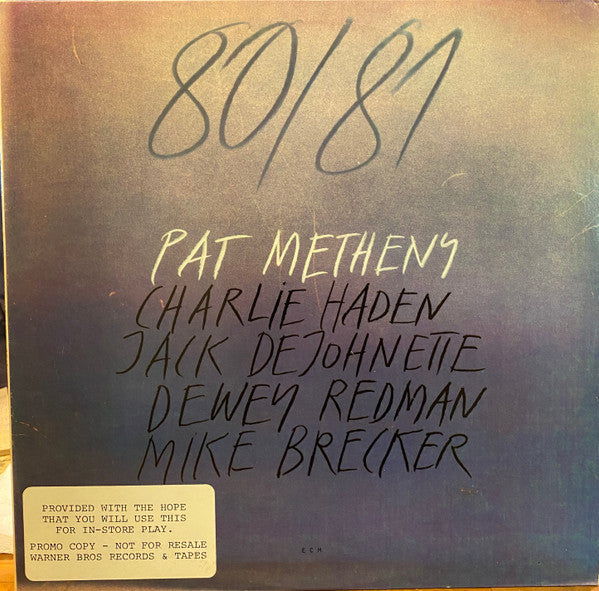 80/81
PAT METHENY
CHARLIE HADEN
JACK DEJOHNETTE
DEWEY REDMAN
MIKE BRECKER
PROVIDED WITH THE HOPE
THAT YOU WILL USE THIS
FOR IN-STORE PLAY.
PROMO COPY - NOT FOR RESALE
WARNER BROS RECORDS & TAPES
ECM